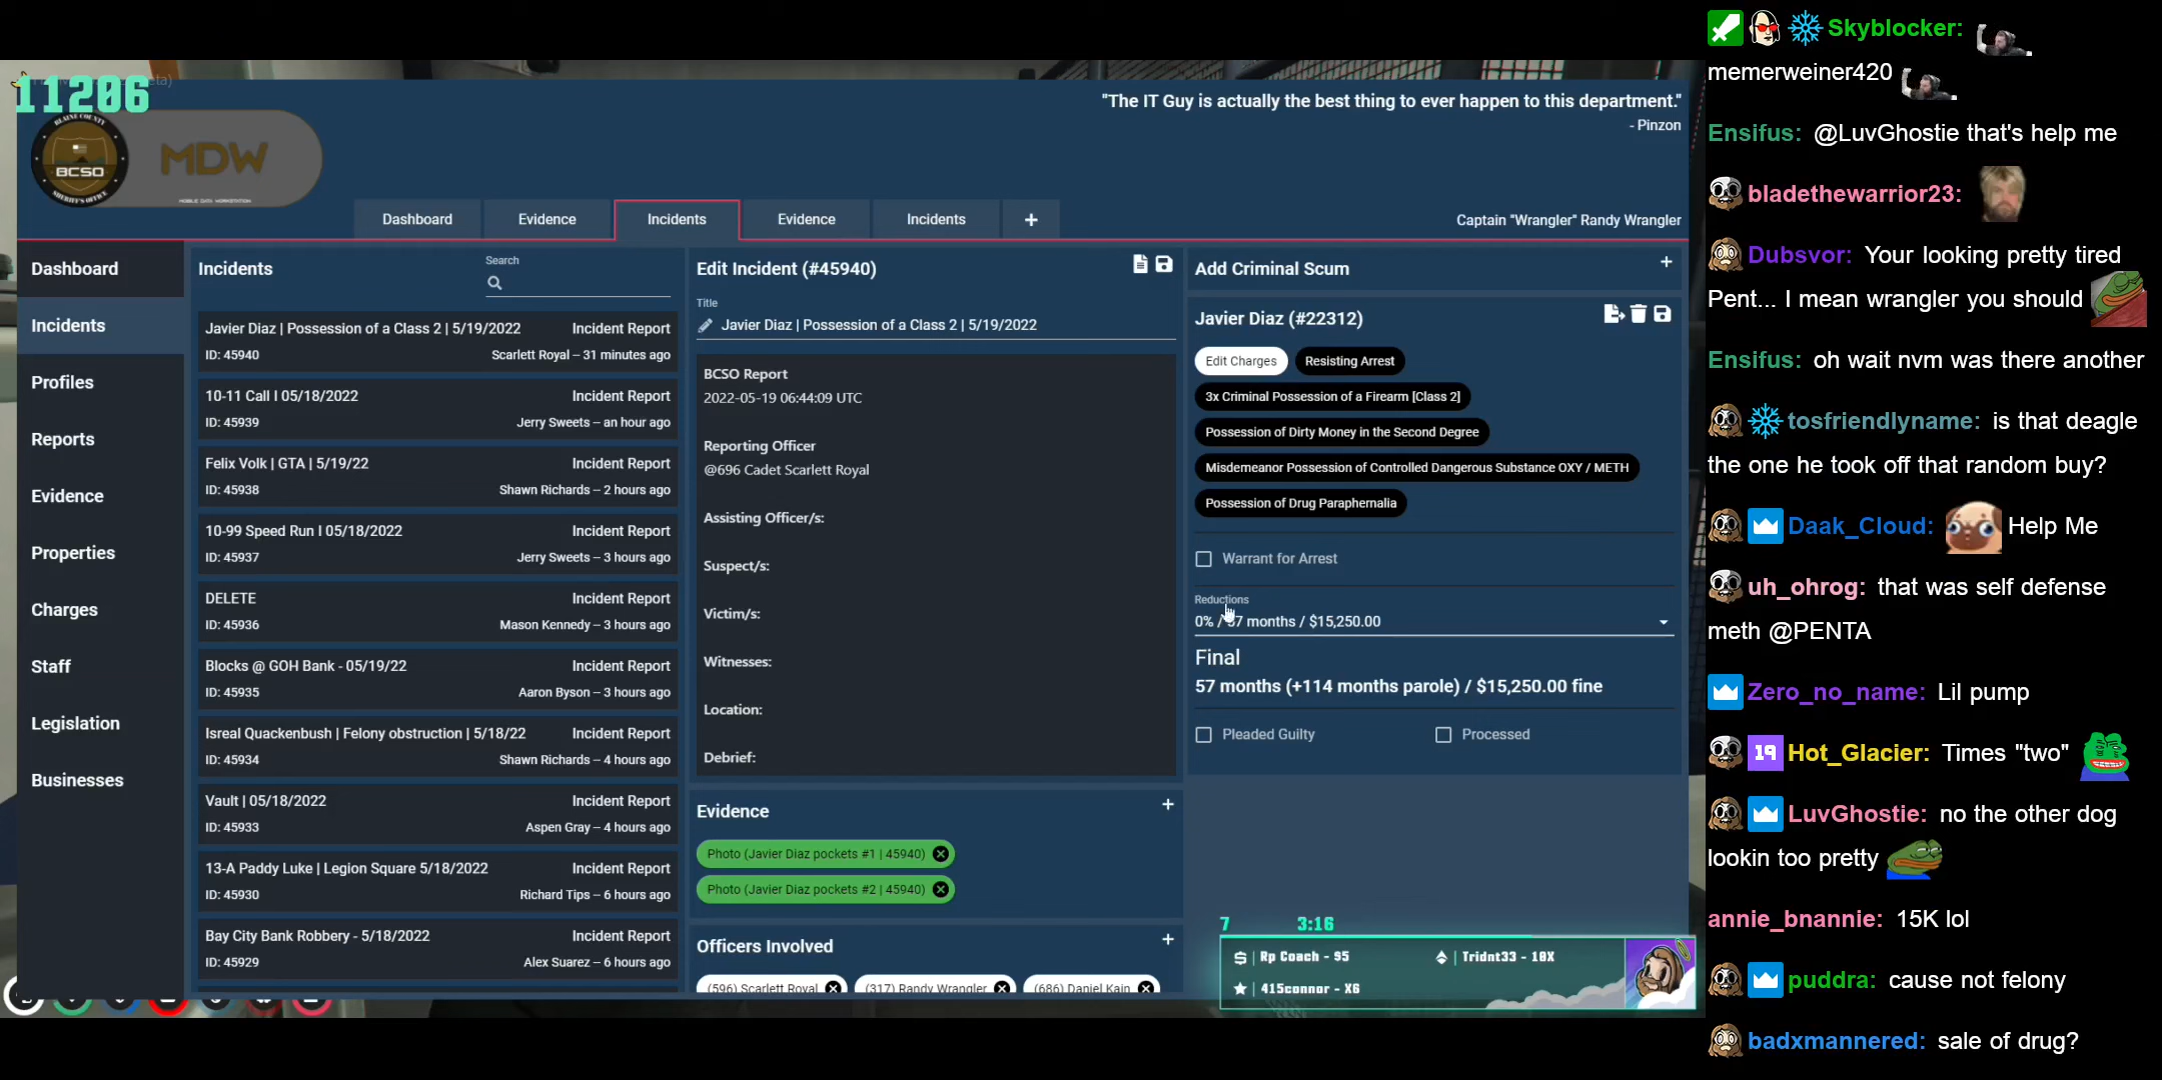 11206
"The IT Guy is actually the best thing to ever happen to this department."
- Pinzon
BLAINE COUNTY
BCSO
SHERIFF'S OFFICE
MDW
MOBILE DATA WORKSTATION
Dashboard
Evidence
Incidents
Evidence
Incidents
+
Captain "Wrangler" Randy Wrangler
Dashboard
Incidents
Profiles
Reports
Evidence
Properties
Charges
Staff
Legislation
Businesses
Incidents
Search
Javier Diaz | Possession of a Class 2 | 5/19/2022 Incident Report
ID: 45940 Scarlett Royal – 31 minutes ago
10-11 Call I 05/18/2022 Incident Report
ID: 45939 Jerry Sweets – an hour ago
Felix Volk | GTA | 5/19/22 Incident Report
ID: 45938 Shawn Richards – 2 hours ago
10-99 Speed Run I 05/18/2022 Incident Report
ID: 45937 Jerry Sweets – 3 hours ago
DELETE Incident Report
ID: 45936 Mason Kennedy – 3 hours ago
Blocks @ GOH Bank - 05/19/22 Incident Report
ID: 45935 Aaron Byson – 3 hours ago
Isreal Quackenbush | Felony obstruction | 5/18/22 Incident Report
ID: 45934 Shawn Richards – 4 hours ago
Vault | 05/18/2022 Incident Report
ID: 45933 Aspen Gray – 4 hours ago
13-A Paddy Luke | Legion Square 5/18/2022 Incident Report
ID: 45930 Richard Tips – 6 hours ago
Bay City Bank Robbery - 5/18/2022 Incident Report
ID: 45929 Alex Suarez – 6 hours ago
Edit Incident (#45940)
Title
Javier Diaz | Possession of a Class 2 | 5/19/2022
BCSO Report
2022-05-19 06:44:09 UTC
Reporting Officer
@696 Cadet Scarlett Royal
Assisting Officer/s:
Suspect/s:
Victim/s:
Witnesses:
Location:
Debrief:
Evidence +
Photo (Javier Diaz pockets #1 | 45940)
Photo (Javier Diaz pockets #2 | 45940)
Officers Involved +
(596) Scarlett Royal
(317) Randy Wrangler
(686) Daniel Kain
Add Criminal Scum +
Javier Diaz (#22312)
Edit Charges
Resisting Arrest
3x Criminal Possession of a Firearm [Class 2]
Possession of Dirty Money in the Second Degree
Misdemeanor Possession of Controlled Dangerous Substance OXY / METH
Possession of Drug Paraphernalia
Warrant for Arrest
Reductions
0% / 57 months / $15,250.00
Final
57 months (+114 months parole) / $15,250.00 fine
Pleaded Guilty
Processed
7 3:16
Rp Coach - 95
Tridnt33 - 10X
415connor - X6
Skyblocker:
memerweiner420
Ensifus: @LuvGhostie that's help me
bladethewarrior23:
Dubsvor: Your looking pretty tired
Pent... I mean wrangler you should
Ensifus: oh wait nvm was there another
tosfriendlyname: is that deagle
the one he took off that random buy?
Daak_Cloud: Help Me
uh_ohrog: that was self defense
meth @PENTA
Zero_no_name: Lil pump
19 Hot_Glacier: Times "two"
LuvGhostie: no the other dog
lookin too pretty
annie_bnannie: 15K lol
puddra: cause not felony
badxmannered: sale of drug?